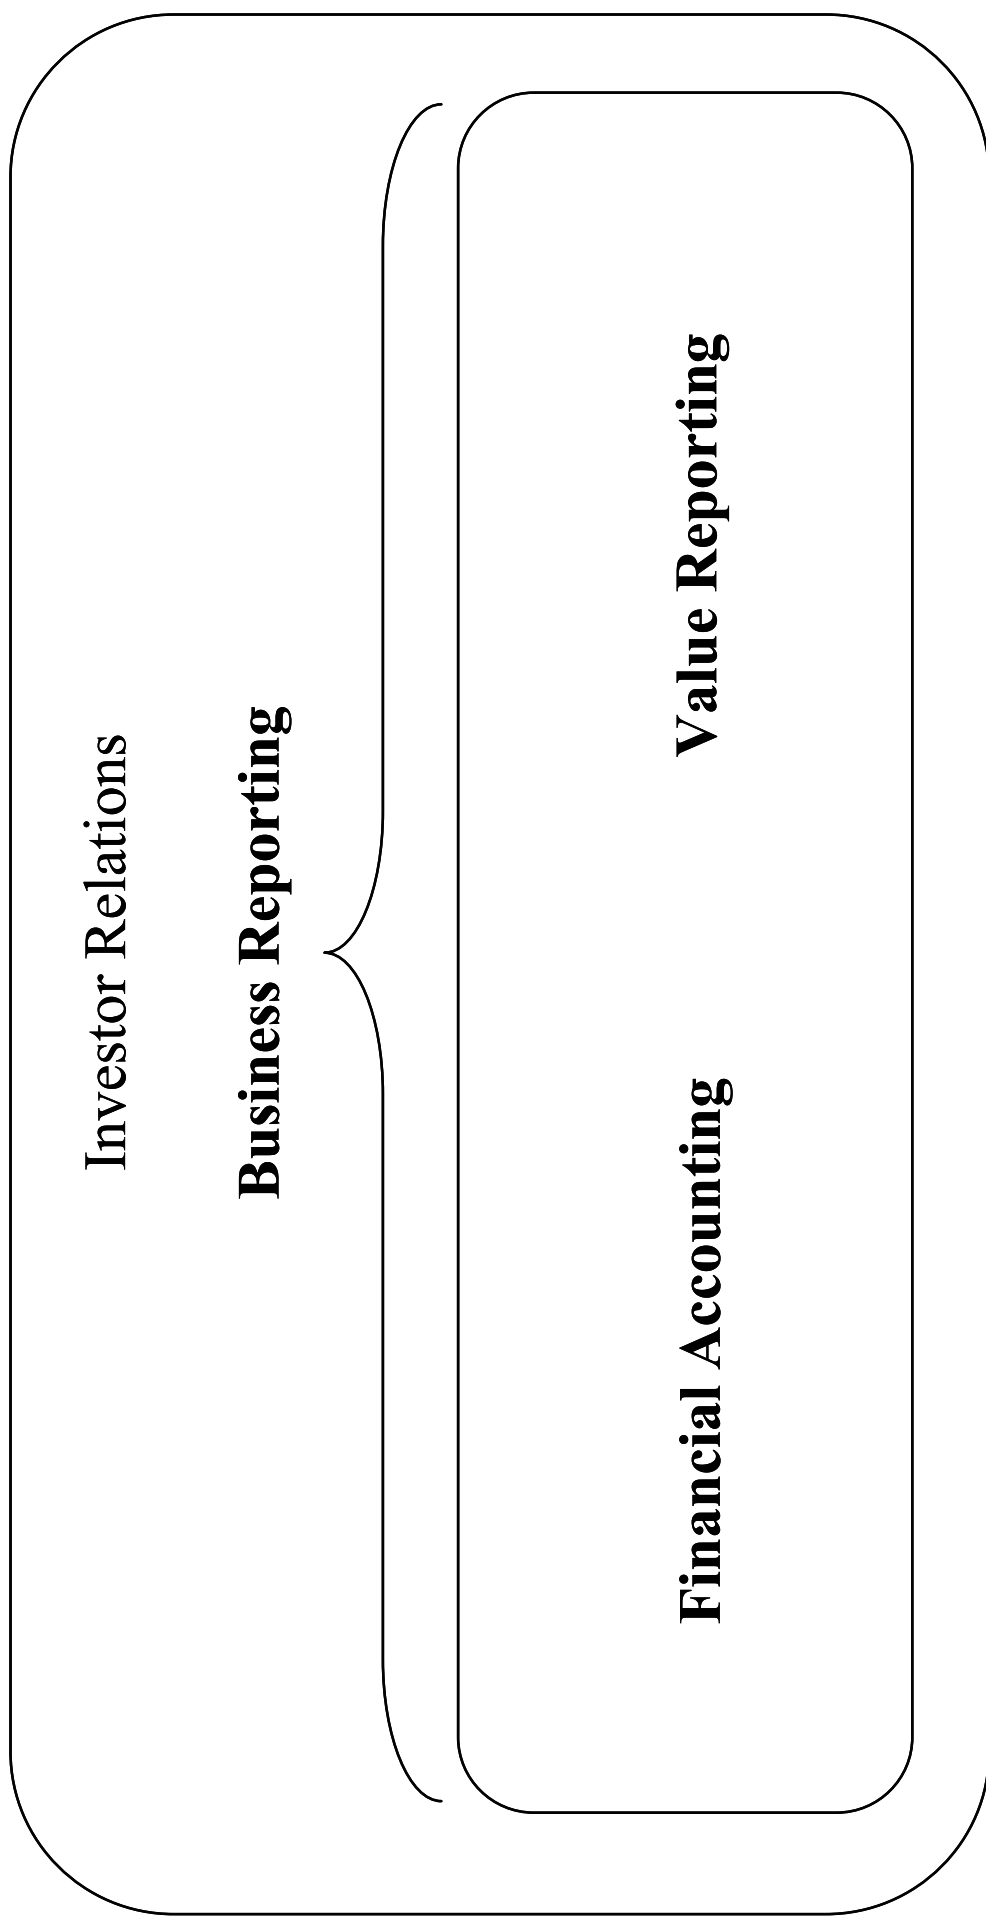 Investor Relations
Business Reporting
Financial Accounting
Value Reporting